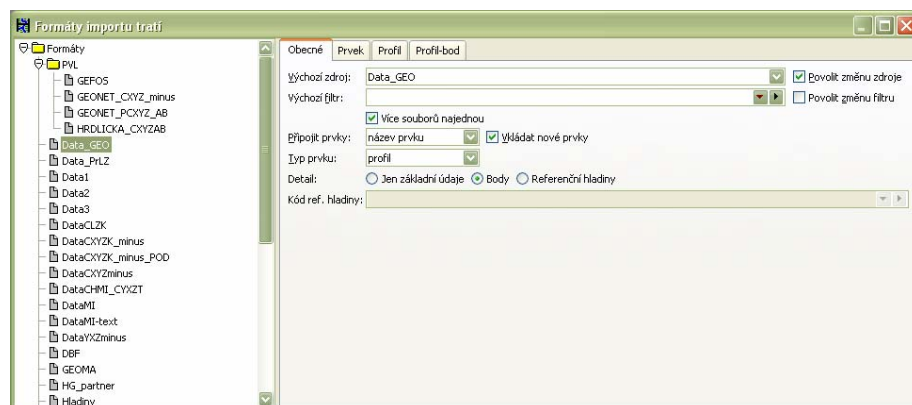 Formáty importu tratí
Formáty
PVL
GEFOS
GEONET_CXYZ_minus
GEONET_PCXYZ_AB
HRDLICKA_CXYZAB
Data_GEO
Data_PrLZ
Data1
Data2
Data3
DataCLZK
DataCXYZK_minus
DataCXYZK_minus_POD
DataCXYZminus
DataCHMI_CYXZT
DataMI
DataMI-text
DataYXZminus
DBF
GEOMA
HG_partner
Hladiny
Obecné Prvek Profil Profil-bod
Výchozí zdroj: Data_GEO Povolit změnu zdroje
Výchozí filtr: Povolit změnu filtru
Více souborů najednou
Připojit prvky: název prvku Vkládat nové prvky
Typ prvku: profil
Detail: Jen základní údaje Body Referenční hladiny
Kód ref. hladiny: